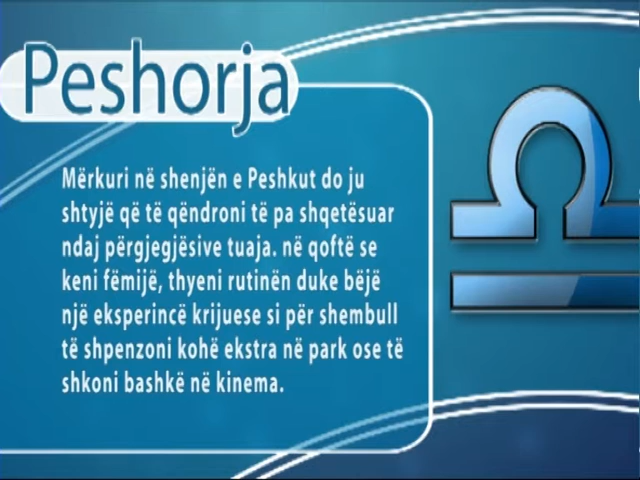 Peshorja
Mërkuri në shenjën e Peshkut do ju
shtyjë që të qëndroni të pa shqetësuar
ndaj përgjegjësive tuaja. në qoftë se
keni fëmijë, thyeni rutinën duke bëjë
një eksperincë krijuese si për shembull
të shpenzoni kohë ekstra në park ose të
shkoni bashkë në kinema.